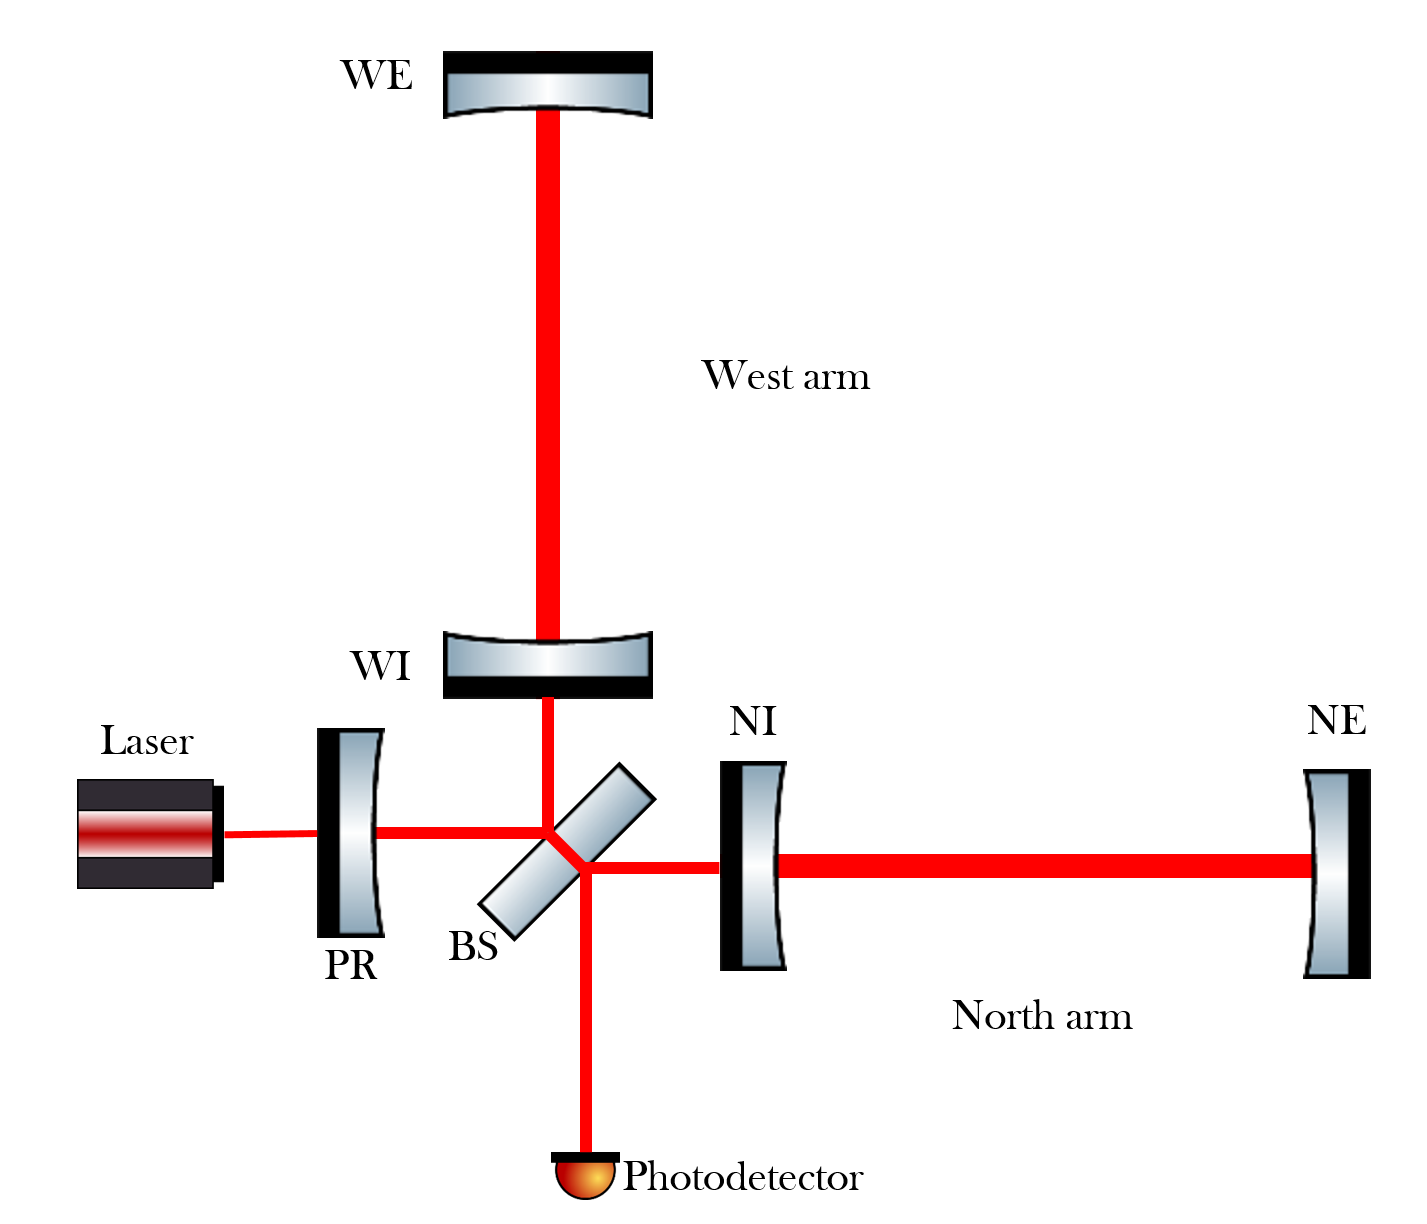 WE
West arm
WI
Laser
NI
NE
BS
PR
North arm
Photodetector